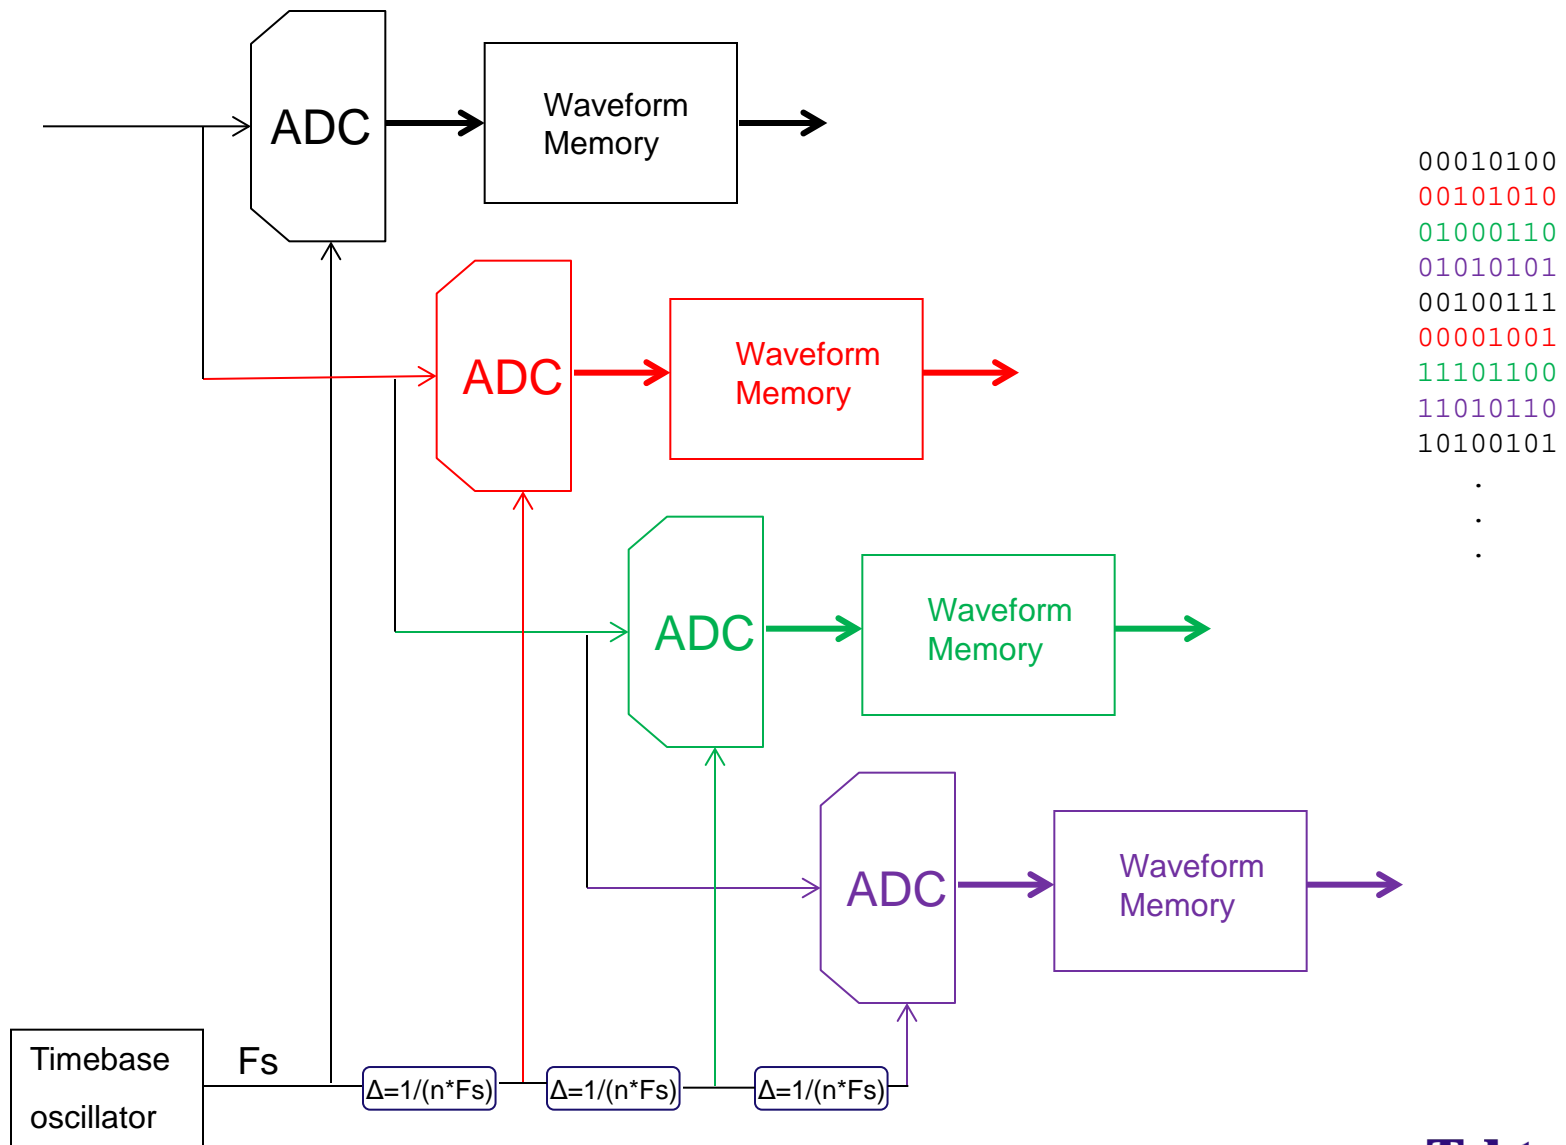 ADC
Waveform
Memory
ADC
Waveform
Memory
ADC
Waveform
Memory
ADC
Waveform
Memory
00010100
00101010
01000110
01010101
00100111
00001001
11101100
11010110
10100101
.
.
.
Timebase
oscillator
Fs
Δ=1/(n*Fs)
Δ=1/(n*Fs)
Δ=1/(n*Fs)